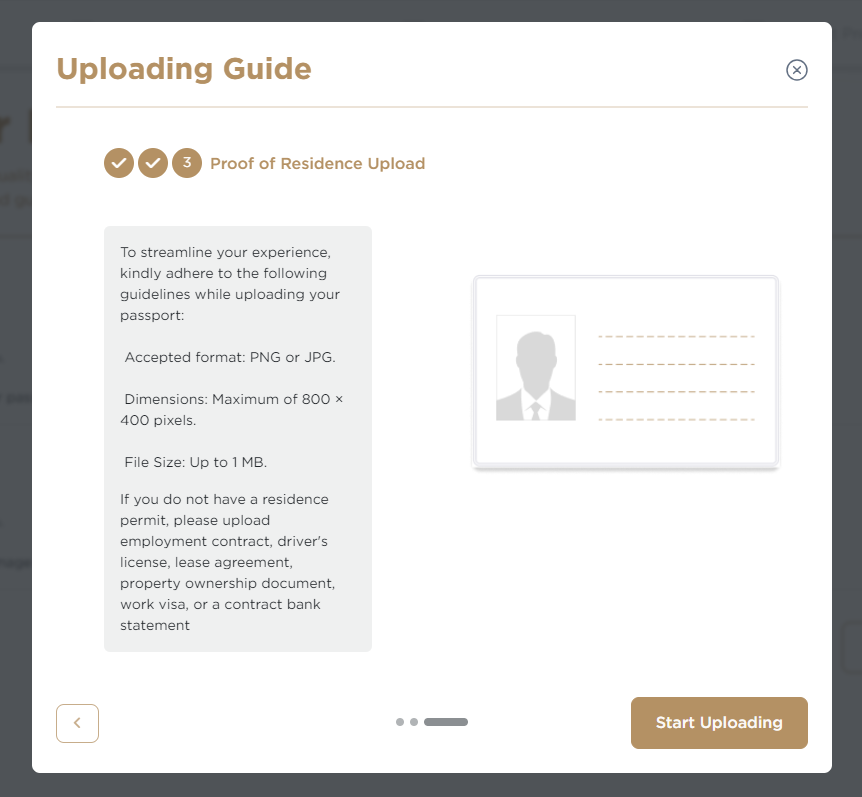 Uploading Guide
3 Proof of Residence Upload
To streamline your experience,
kindly adhere to the following
guidelines while uploading your
passport:
Accepted format: PNG or JPG.
Dimensions: Maximum of 800 ×
400 pixels.
File Size: Up to 1 MB.
If you do not have a residence
permit, please upload
employment contract, driver's
license, lease agreement,
property ownership document,
work visa, or a contract bank
statement
Start Uploading